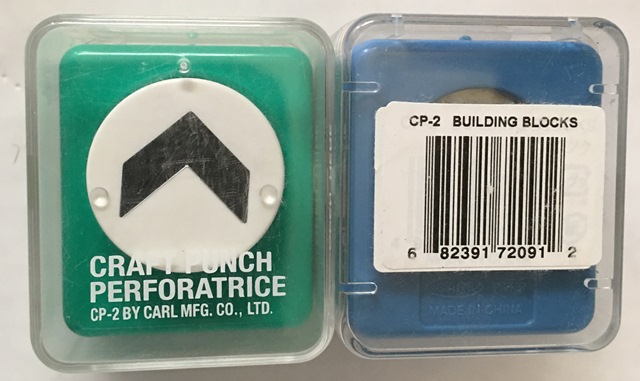 CRAFT PUNCH
PERFORATRICE
CP-2 BY CARL MFG. CO., LTD.
CP-2 BUILDING BLOCKS
6 82391 72091 2
MADE IN CHINA